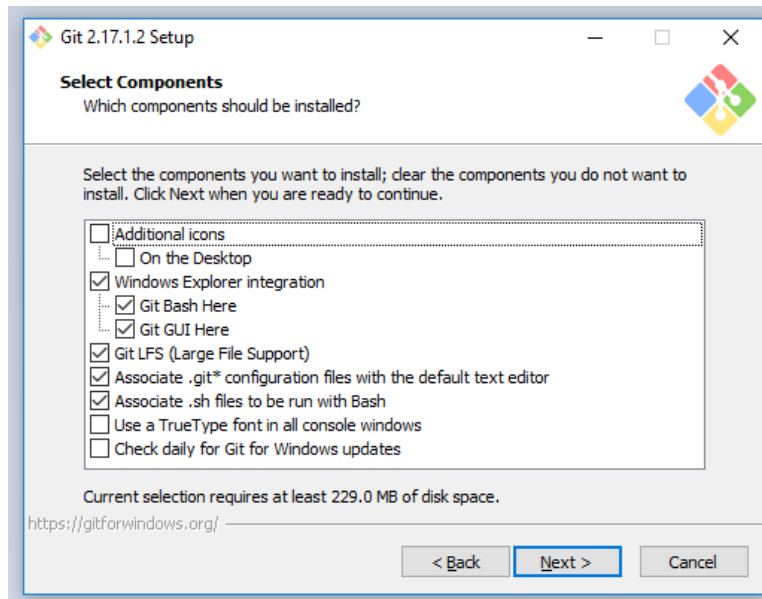 Git 2.17.1.2 Setup
Select Components
Which components should be installed?
Select the components you want to install; clear the components you do not want to
install. Click Next when you are ready to continue.
Additional icons
On the Desktop
Windows Explorer integration
Git Bash Here
Git GUI Here
Git LFS (Large File Support)
Associate .git* configuration files with the default text editor
Associate .sh files to be run with Bash
Use a TrueType font in all console windows
Check daily for Git for Windows updates
Current selection requires at least 229.0 MB of disk space.
https://gitforwindows.org/
< Back Next > Cancel